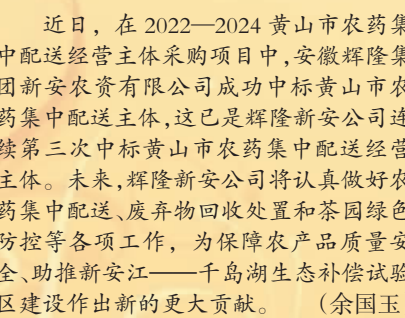 近日，在2022—2024黄山市农药集
中配送经营主体采购项目中，安徽辉隆集
团新安农资有限公司成功中标黄山市农
药集中配送主体，这已是辉隆新安公司连
续第三次中标黄山市农药集中配送经营
主体。未来，辉隆新安公司将认真做好农
药集中配送、废弃物回收处置和茶园绿色
防控等各项工作，为保障农产品质量安
全、助推新安江——千岛湖生态补偿试验
区建设作出新的更大贡献。 （余国玉